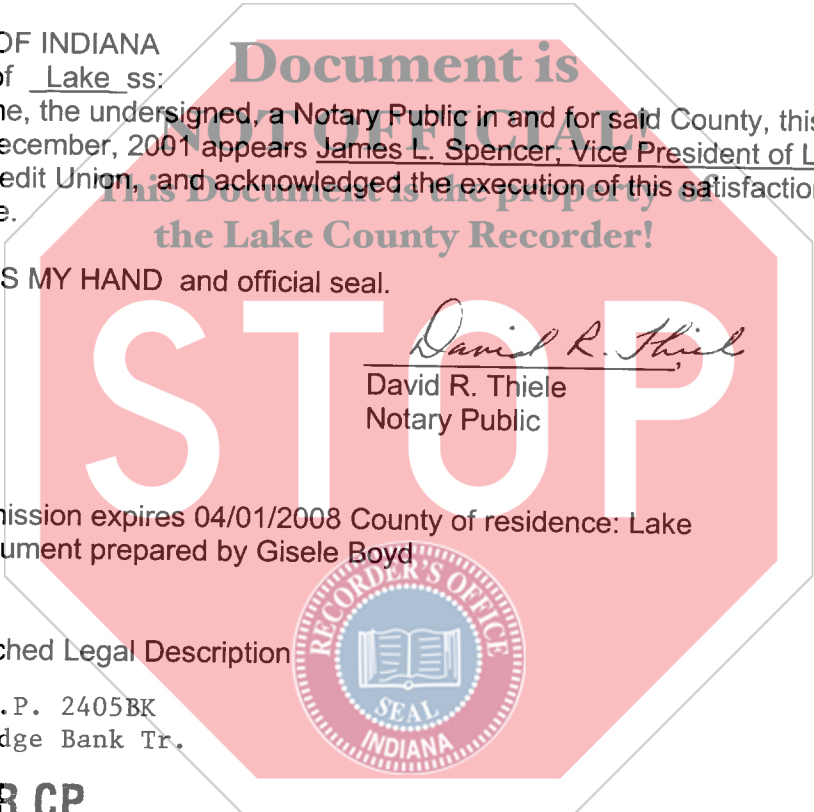 OF INDIANA
Document is
of Lake ss:
me, the undersigned, a Notary Public in and for said County, this
NOT OFFICIAL!
December, 2001 appears James L. Spencer, Vice President of L
edit Union, and acknowledged the execution of this satisfaction
This Document is the property of
e.
the Lake County Recorder!
S MY HAND and official seal.
STOP
David R. Thiele
David R. Thiele
Notary Public
mission expires 04/01/2008 County of residence: Lake
ument prepared by Gisele Boyd
RECORDER'S OFFICE
ched Legal Description
SEAL
INDIANA
.P. 2405BK
dge Bank Tr.
R CP